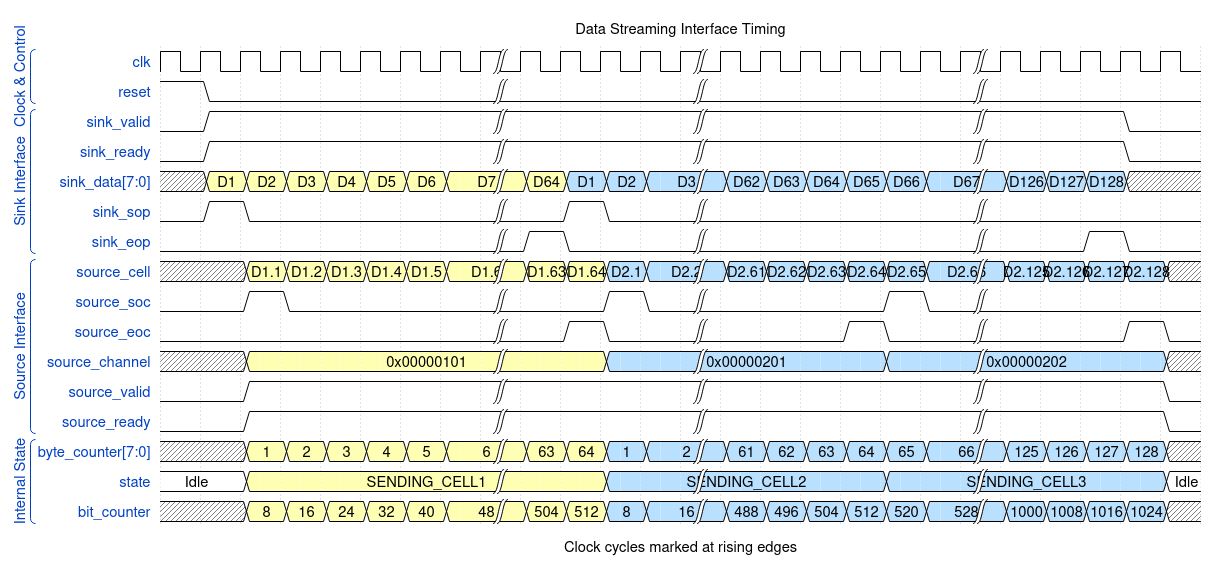 Data Streaming Interface Timing
Clock & Control
clk
reset
Sink Interface
sink_valid
sink_ready
sink_data[7:0] D1 D2 D3 D4 D5 D6 D7 D64 D1 D2 D3 D62 D63 D64 D65 D66 D67 D126 D127 D128
sink_sop
sink_eop
Source Interface
source_cell D1.1 D1.2 D1.3 D1.4 D1.5 D1.6 D1.63 D1.64 D2.1 D2.2 D2.61 D2.62 D2.63 D2.64 D2.65 D2.66 D2.125 D2.126 D2.127 D2.128
source_soc
source_eoc
source_channel 0x00000101 0x00000201 0x00000202
source_valid
source_ready
Internal State
byte_counter[7:0] 1 2 3 4 5 6 63 64 1 2 61 62 63 64 65 66 125 126 127 128
state Idle SENDING_CELL1 SENDING_CELL2 SENDING_CELL3 Idle
bit_counter 8 16 24 32 40 48 504 512 8 16 488 496 504 512 520 528 1000 1008 1016 1024
Clock cycles marked at rising edges